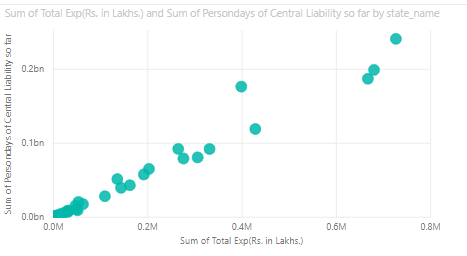 Sum of Total Exp(Rs. in Lakhs.) and Sum of Persondays of Central Liability so far by state_name
Sum of Persondays of Central Liability so far
0.2bn
0.1bn
0.0bn
0.0M 0.2M 0.4M 0.6M 0.8M
Sum of Total Exp(Rs. in Lakhs.)